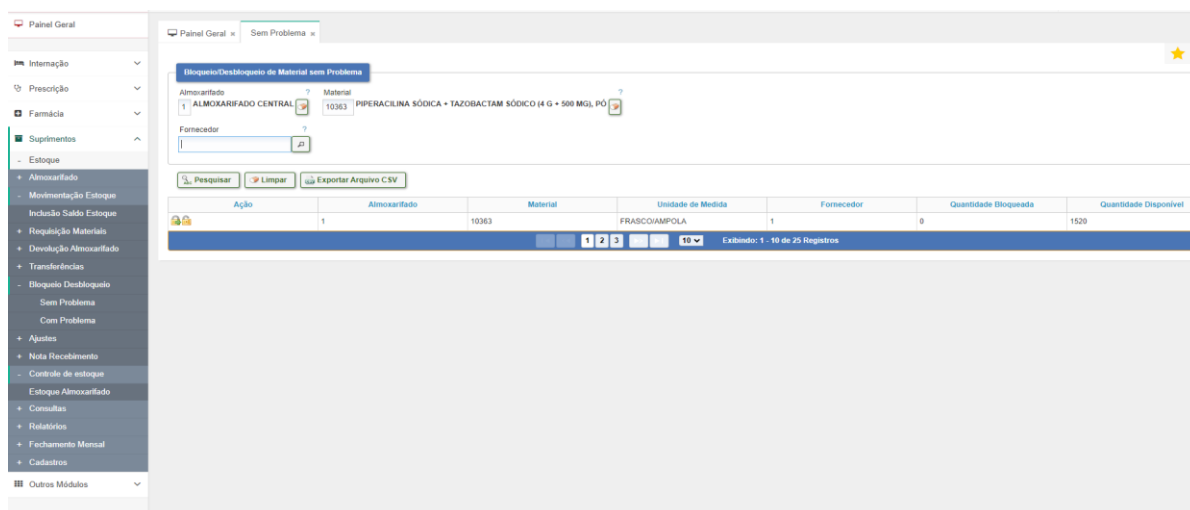 Painel Geral
Internação
Prescrição
Farmácia
Suprimentos
- Estoque
+ Almoxarifado
- Movimentação Estoque
Inclusão Saldo Estoque
+ Requisição Materiais
+ Devolução Almoxarifado
+ Transferências
- Bloqueio Desbloqueio
Sem Problema
Com Problema
+ Ajustes
+ Nota Recebimento
- Controle de estoque
Estoque Almoxarifado
+ Consultas
+ Relatórios
+ Fechamento Mensal
+ Cadastros
Outros Módulos
Painel Geral × Sem Problema ×
Bloqueio/Desbloqueio de Material sem Problema
Almoxarifado ? Material ?
1 ALMOXARIFADO CENTRAL 10363 PIPERACILINA SÓDICA + TAZOBACTAM SÓDICO (4 G + 500 MG), PÓ
Fornecedor ?
Pesquisar Limpar Exportar Arquivo CSV
Ação Almoxarifado Material Unidade de Medida Fornecedor Quantidade Bloqueada Quantidade Disponível
1 10363 FRASCO/AMPOLA 1 0 1520
1 2 3 10 Exibindo: 1 - 10 de 25 Registros